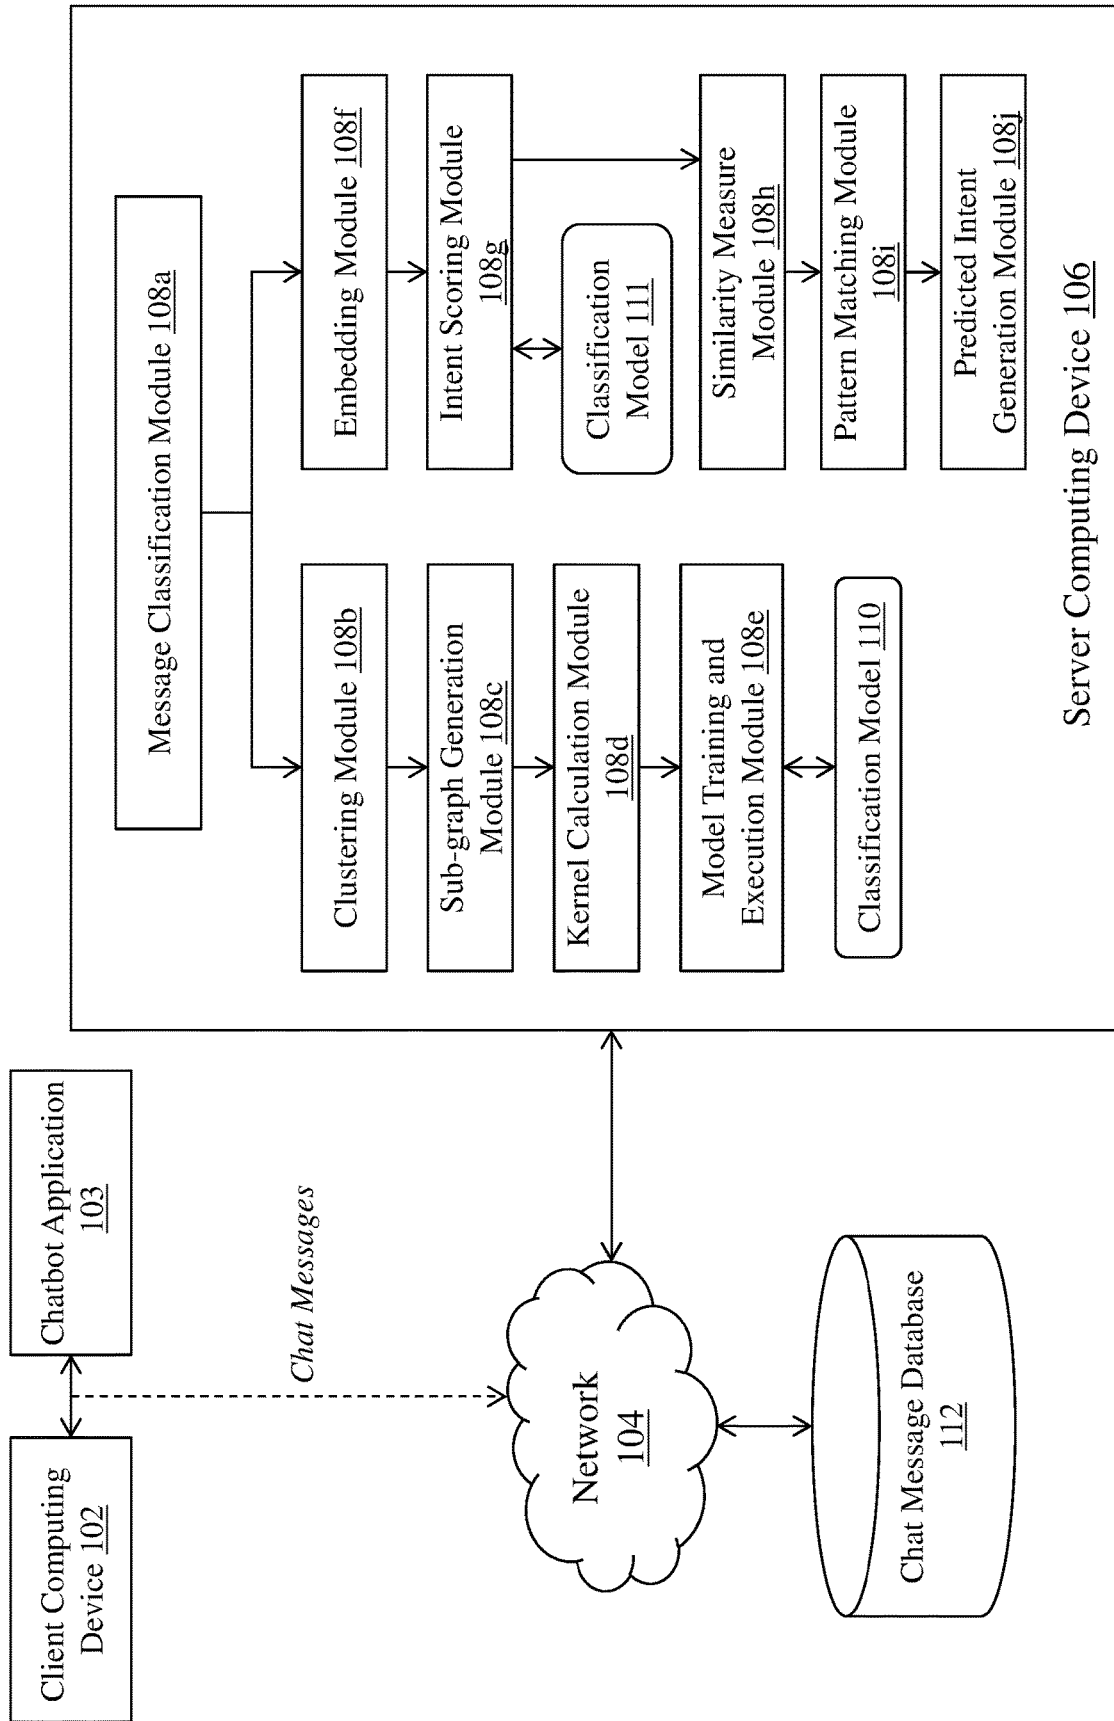 Client Computing
Device 102
Chatbot Application
103
Chat Messages
Network
104
Chat Message Database
112
Message Classification Module 108a
Clustering Module 108b
Sub-graph Generation
Module 108c
Kernel Calculation Module
108d
Model Training and
Execution Module 108e
Classification Model 110
Embedding Module 108f
Intent Scoring Module
108g
Classification
Model 111
Similarity Measure
Module 108h
Pattern Matching Module
108i
Predicted Intent
Generation Module 108j
Server Computing Device 106